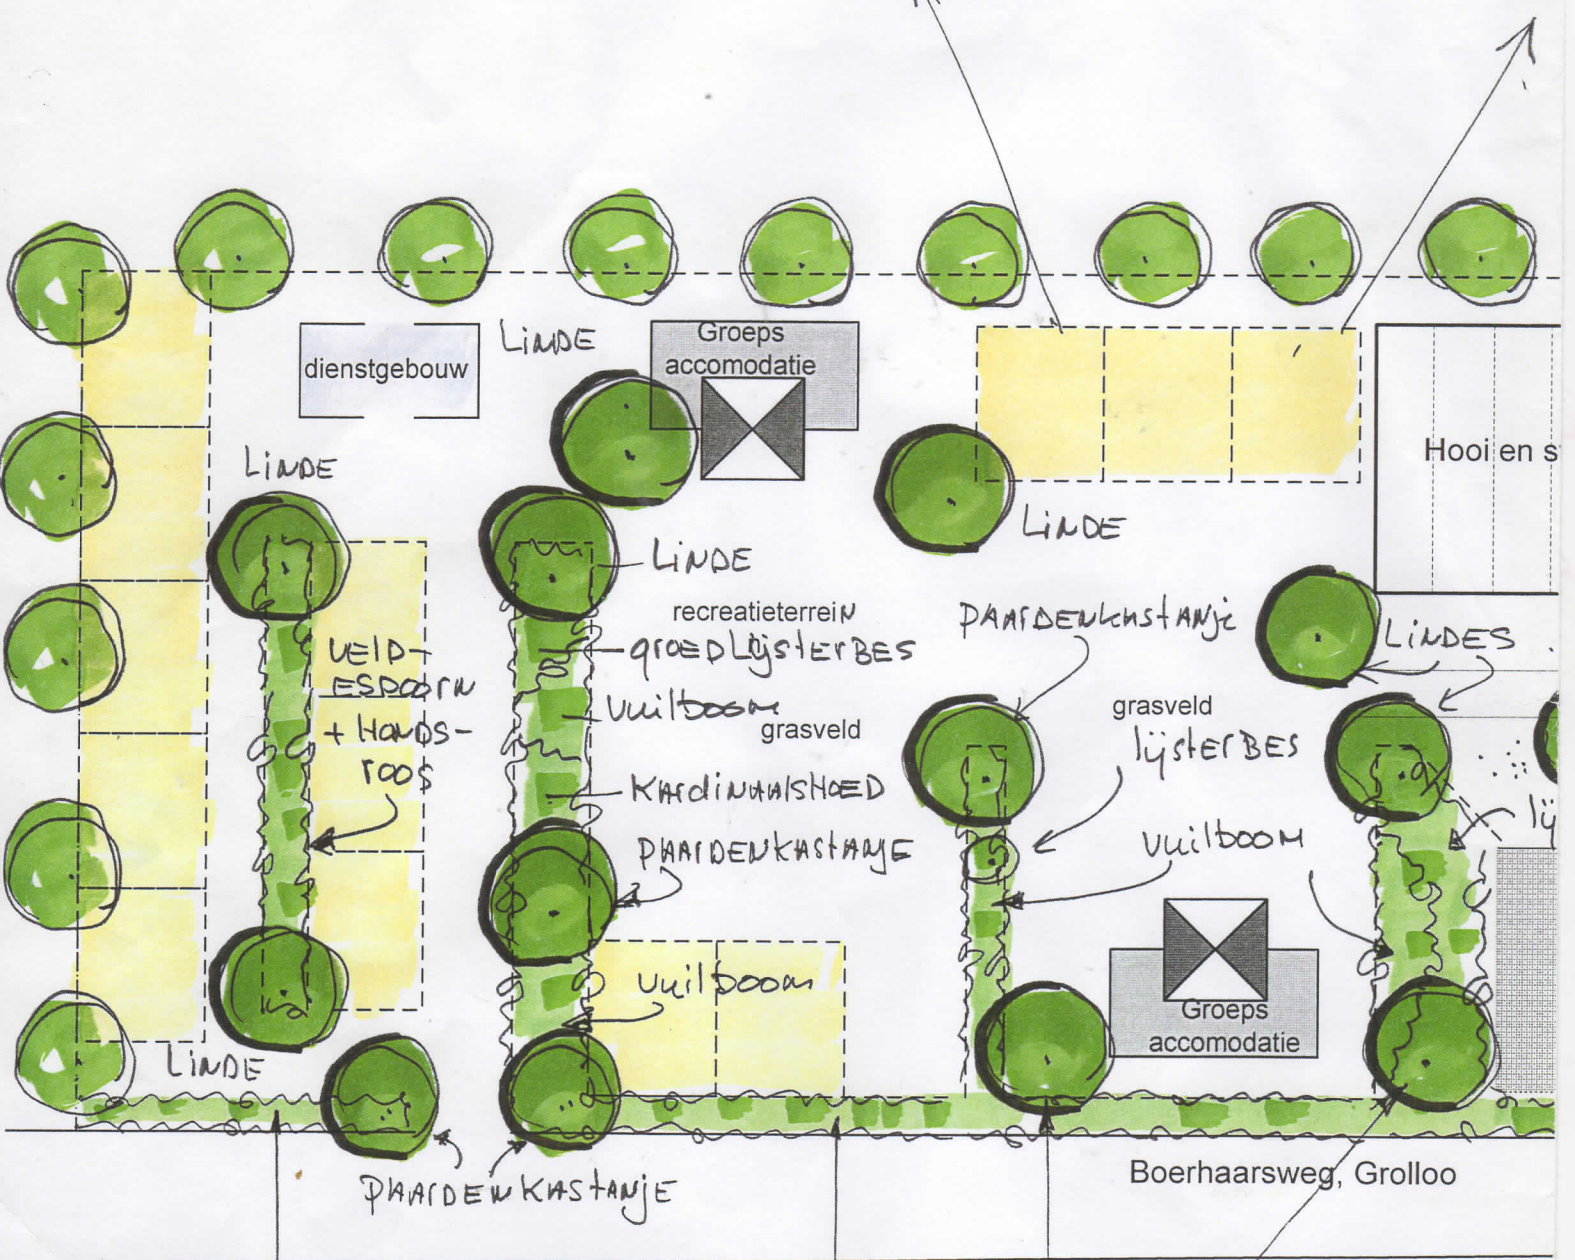 LINDE
Groeps
accomodatie
dienstgebouw
LINDE
Hooi en s
LINDE
LINDE
recreatieterrein
PAARDENKASTANJE
LINDES
VELD-
ESDOORN
+ HONDS-
ROOS
GROEDLIJSTERBES
VUILBOOM
grasveld
grasveld
LIJSTERBES
KARDINAALSHOED
PAARDENKASTANJE
VUILBOOM
LIJ
VUILBOOM
Groeps
accomodatie
LINDE
PAARDENKASTANJE
Boerhaarsweg, Grolloo